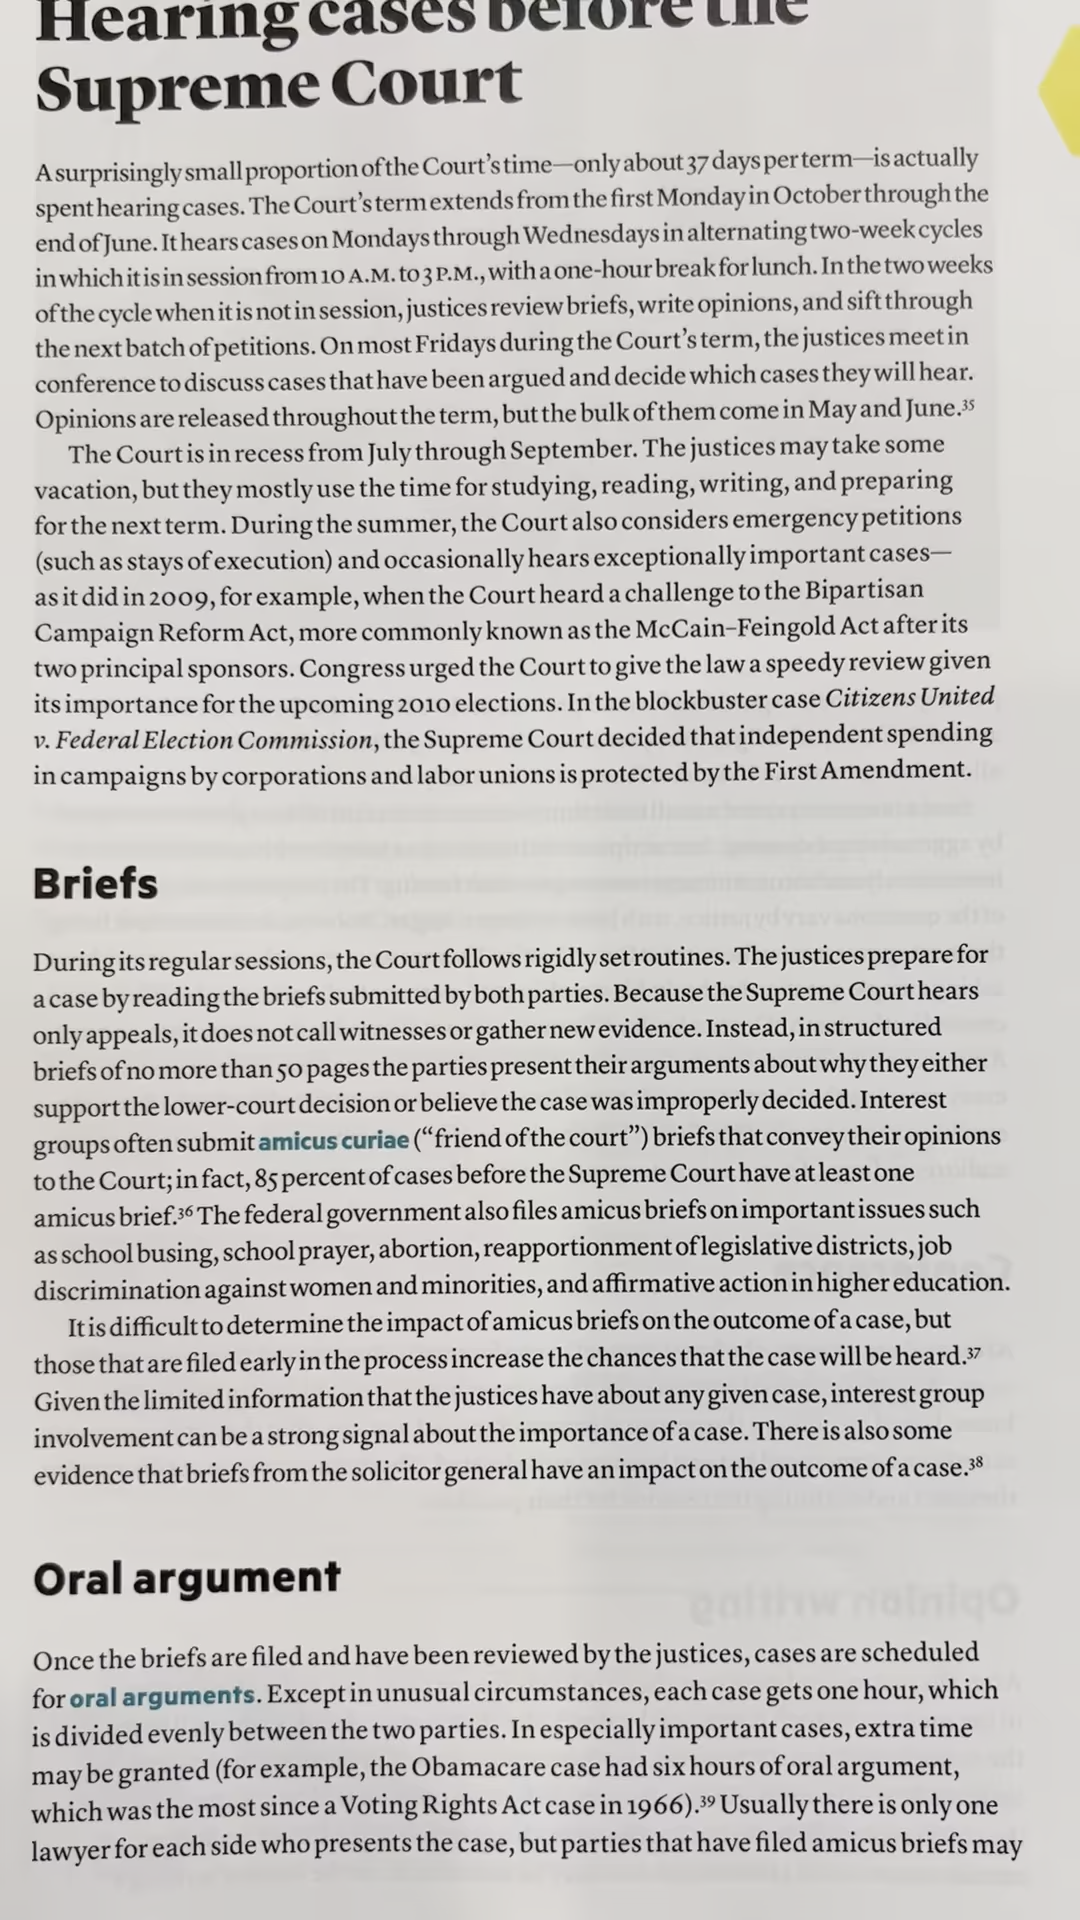 Hearing cases before the
Supreme Court
A surprisingly small proportion of the Court's time—only about 37 days per term—is actually
spent hearing cases. The Court's term extends from the first Monday in October through the
end of June. It hears cases on Mondays through Wednesdays in alternating two-week cycles
in which it is in session from 10 A.M. to 3 P.M., with a one-hour break for lunch. In the two weeks
of the cycle when it is not in session, justices review briefs, write opinions, and sift through
the next batch of petitions. On most Fridays during the Court's term, the justices meet in
conference to discuss cases that have been argued and decide which cases they will hear.
Opinions are released throughout the term, but the bulk of them come in May and June.³⁵
The Court is in recess from July through September. The justices may take some
vacation, but they mostly use the time for studying, reading, writing, and preparing
for the next term. During the summer, the Court also considers emergency petitions
(such as stays of execution) and occasionally hears exceptionally important cases—
as it did in 2009, for example, when the Court heard a challenge to the Bipartisan
Campaign Reform Act, more commonly known as the McCain–Feingold Act after its
two principal sponsors. Congress urged the Court to give the law a speedy review given
its importance for the upcoming 2010 elections. In the blockbuster case Citizens United
v. Federal Election Commission, the Supreme Court decided that independent spending
in campaigns by corporations and labor unions is protected by the First Amendment.
Briefs
During its regular sessions, the Court follows rigidly set routines. The justices prepare for
a case by reading the briefs submitted by both parties. Because the Supreme Court hears
only appeals, it does not call witnesses or gather new evidence. Instead, in structured
briefs of no more than 50 pages the parties present their arguments about why they either
support the lower-court decision or believe the case was improperly decided. Interest
groups often submit amicus curiae ("friend of the court") briefs that convey their opinions
to the Court; in fact, 85 percent of cases before the Supreme Court have at least one
amicus brief.³⁶ The federal government also files amicus briefs on important issues such
as school busing, school prayer, abortion, reapportionment of legislative districts, job
discrimination against women and minorities, and affirmative action in higher education.
It is difficult to determine the impact of amicus briefs on the outcome of a case, but
those that are filed early in the process increase the chances that the case will be heard.³⁷
Given the limited information that the justices have about any given case, interest group
involvement can be a strong signal about the importance of a case. There is also some
evidence that briefs from the solicitor general have an impact on the outcome of a case.³⁸
Oral argument
Once the briefs are filed and have been reviewed by the justices, cases are scheduled
for oral arguments. Except in unusual circumstances, each case gets one hour, which
is divided evenly between the two parties. In especially important cases, extra time
may be granted (for example, the Obamacare case had six hours of oral argument,
which was the most since a Voting Rights Act case in 1966).³⁹ Usually there is only one
lawyer for each side who presents the case, but parties that have filed amicus briefs may